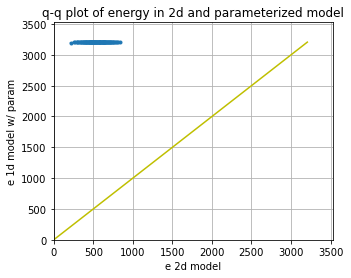 q-q plot of energy in 2d and parameterized model
3500
3000
2500
2000
1500
1000
500
0
e 1d model w/ param
0 500 1000 1500 2000 2500 3000 3500
e 2d model